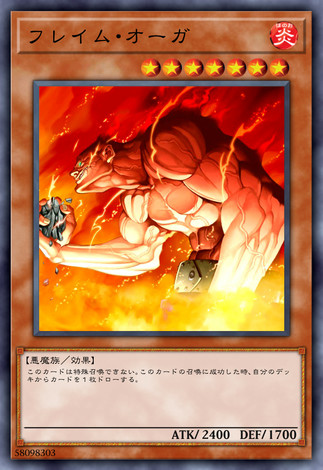 フレイム・オーガ
炎
【悪魔族/効果】
このカードは特殊召喚できない。このカードの召喚に成功した時、自分のデッ
キからカードを1枚ドローする。
ATK/ 2400 DEF/1700
58098303